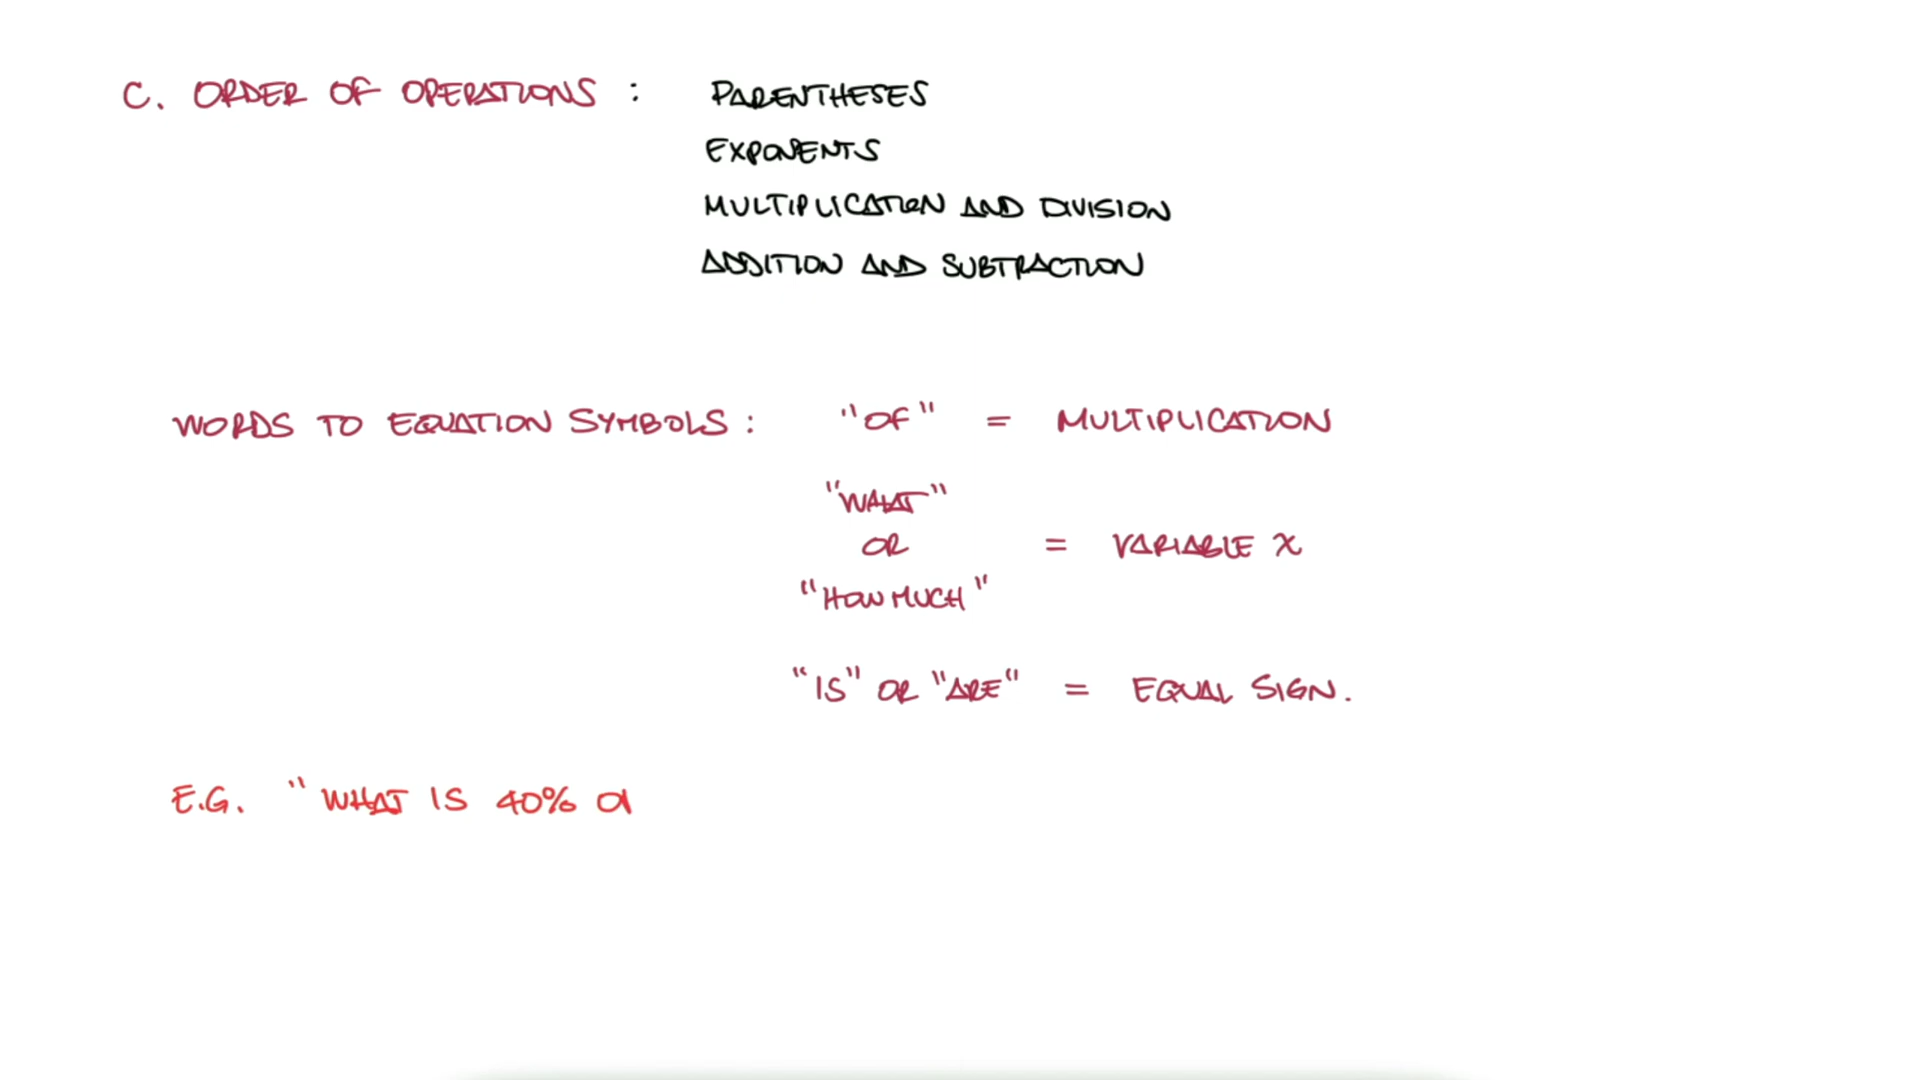 C. ORDER OF OPERATIONS : PARENTHESES
EXPONENTS
MULTIPLICATION AND DIVISION
ADDITION AND SUBTRACTION
WORDS TO EQUATION SYMBOLS : "OF" = MULTIPLICATION
"WHAT"
OR = VARIABLE x
"HOW MUCH"
"IS" OR "ARE" = EQUAL SIGN.
E.G. "WHAT IS 40% O